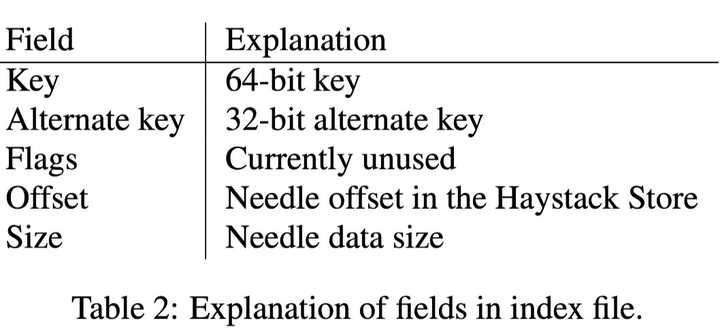 Field Explanation
Key 64-bit key
Alternate key 32-bit alternate key
Flags Currently unused
Offset Needle offset in the Haystack Store
Size Needle data size
Table 2: Explanation of fields in index file.